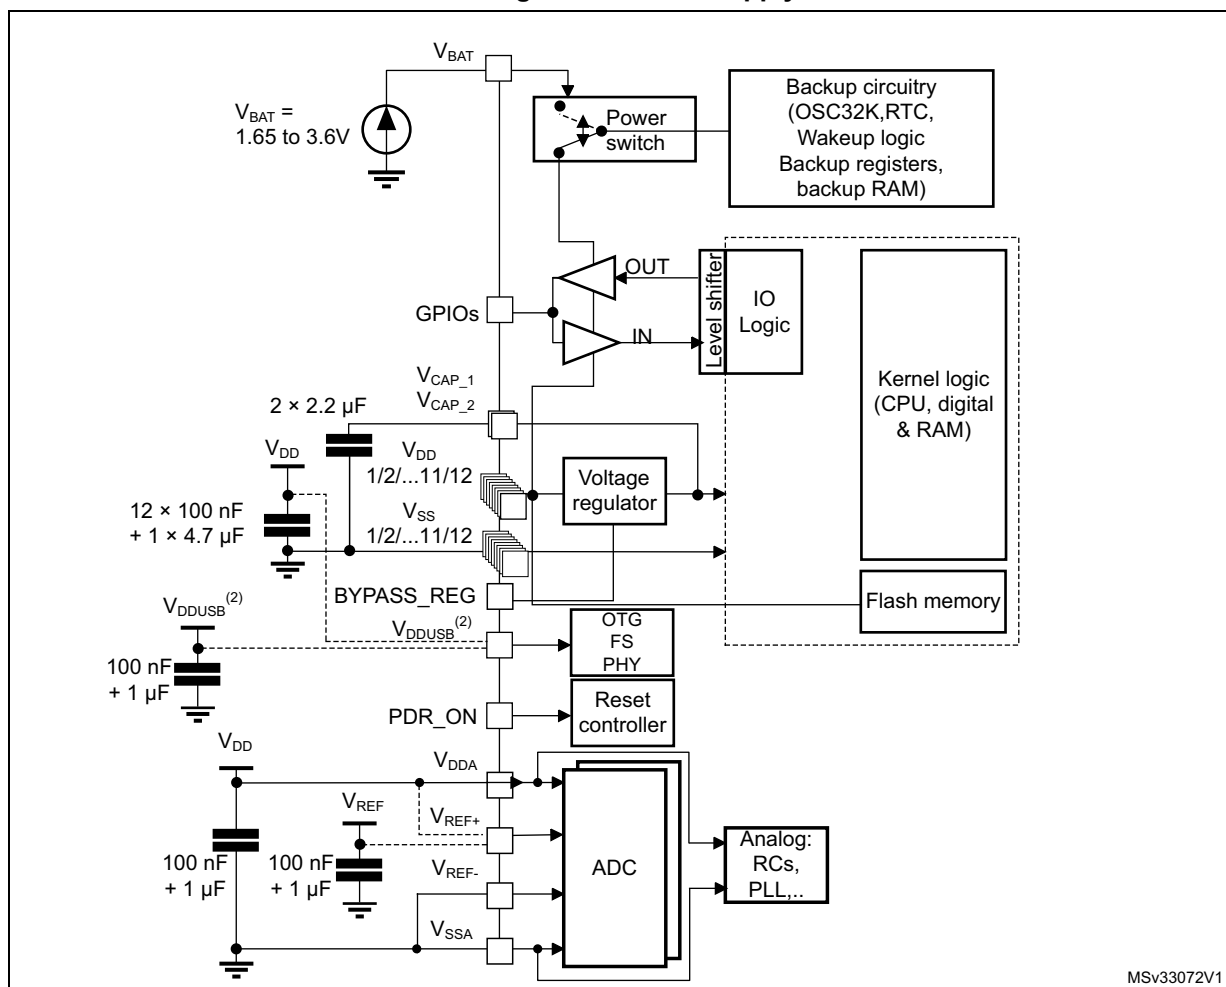 V_BAT
V_BAT =
1.65 to 3.6V
Power
switch
Backup circuitry
(OSC32K,RTC,
Wakeup logic
Backup registers,
backup RAM)
OUT
GPIOs
IN
Level shifter
IO
Logic
Kernel logic
(CPU, digital
& RAM)
V_CAP_1
V_CAP_2
2 × 2.2 µF
V_DD
V_DD
1/2/...11/12
Voltage
regulator
12 × 100 nF
+ 1 × 4.7 µF
V_SS
1/2/...11/12
BYPASS_REG
Flash memory
V_DDUSB(2)
V_DDUSB(2)
OTG
FS
PHY
100 nF
+ 1 µF
PDR_ON
Reset
controller
V_DD
V_DDA
V_REF
V_REF+
100 nF
+ 1 µF
100 nF
+ 1 µF
V_REF-
ADC
Analog:
RCs,
PLL,..
V_SSA
MSv33072V1